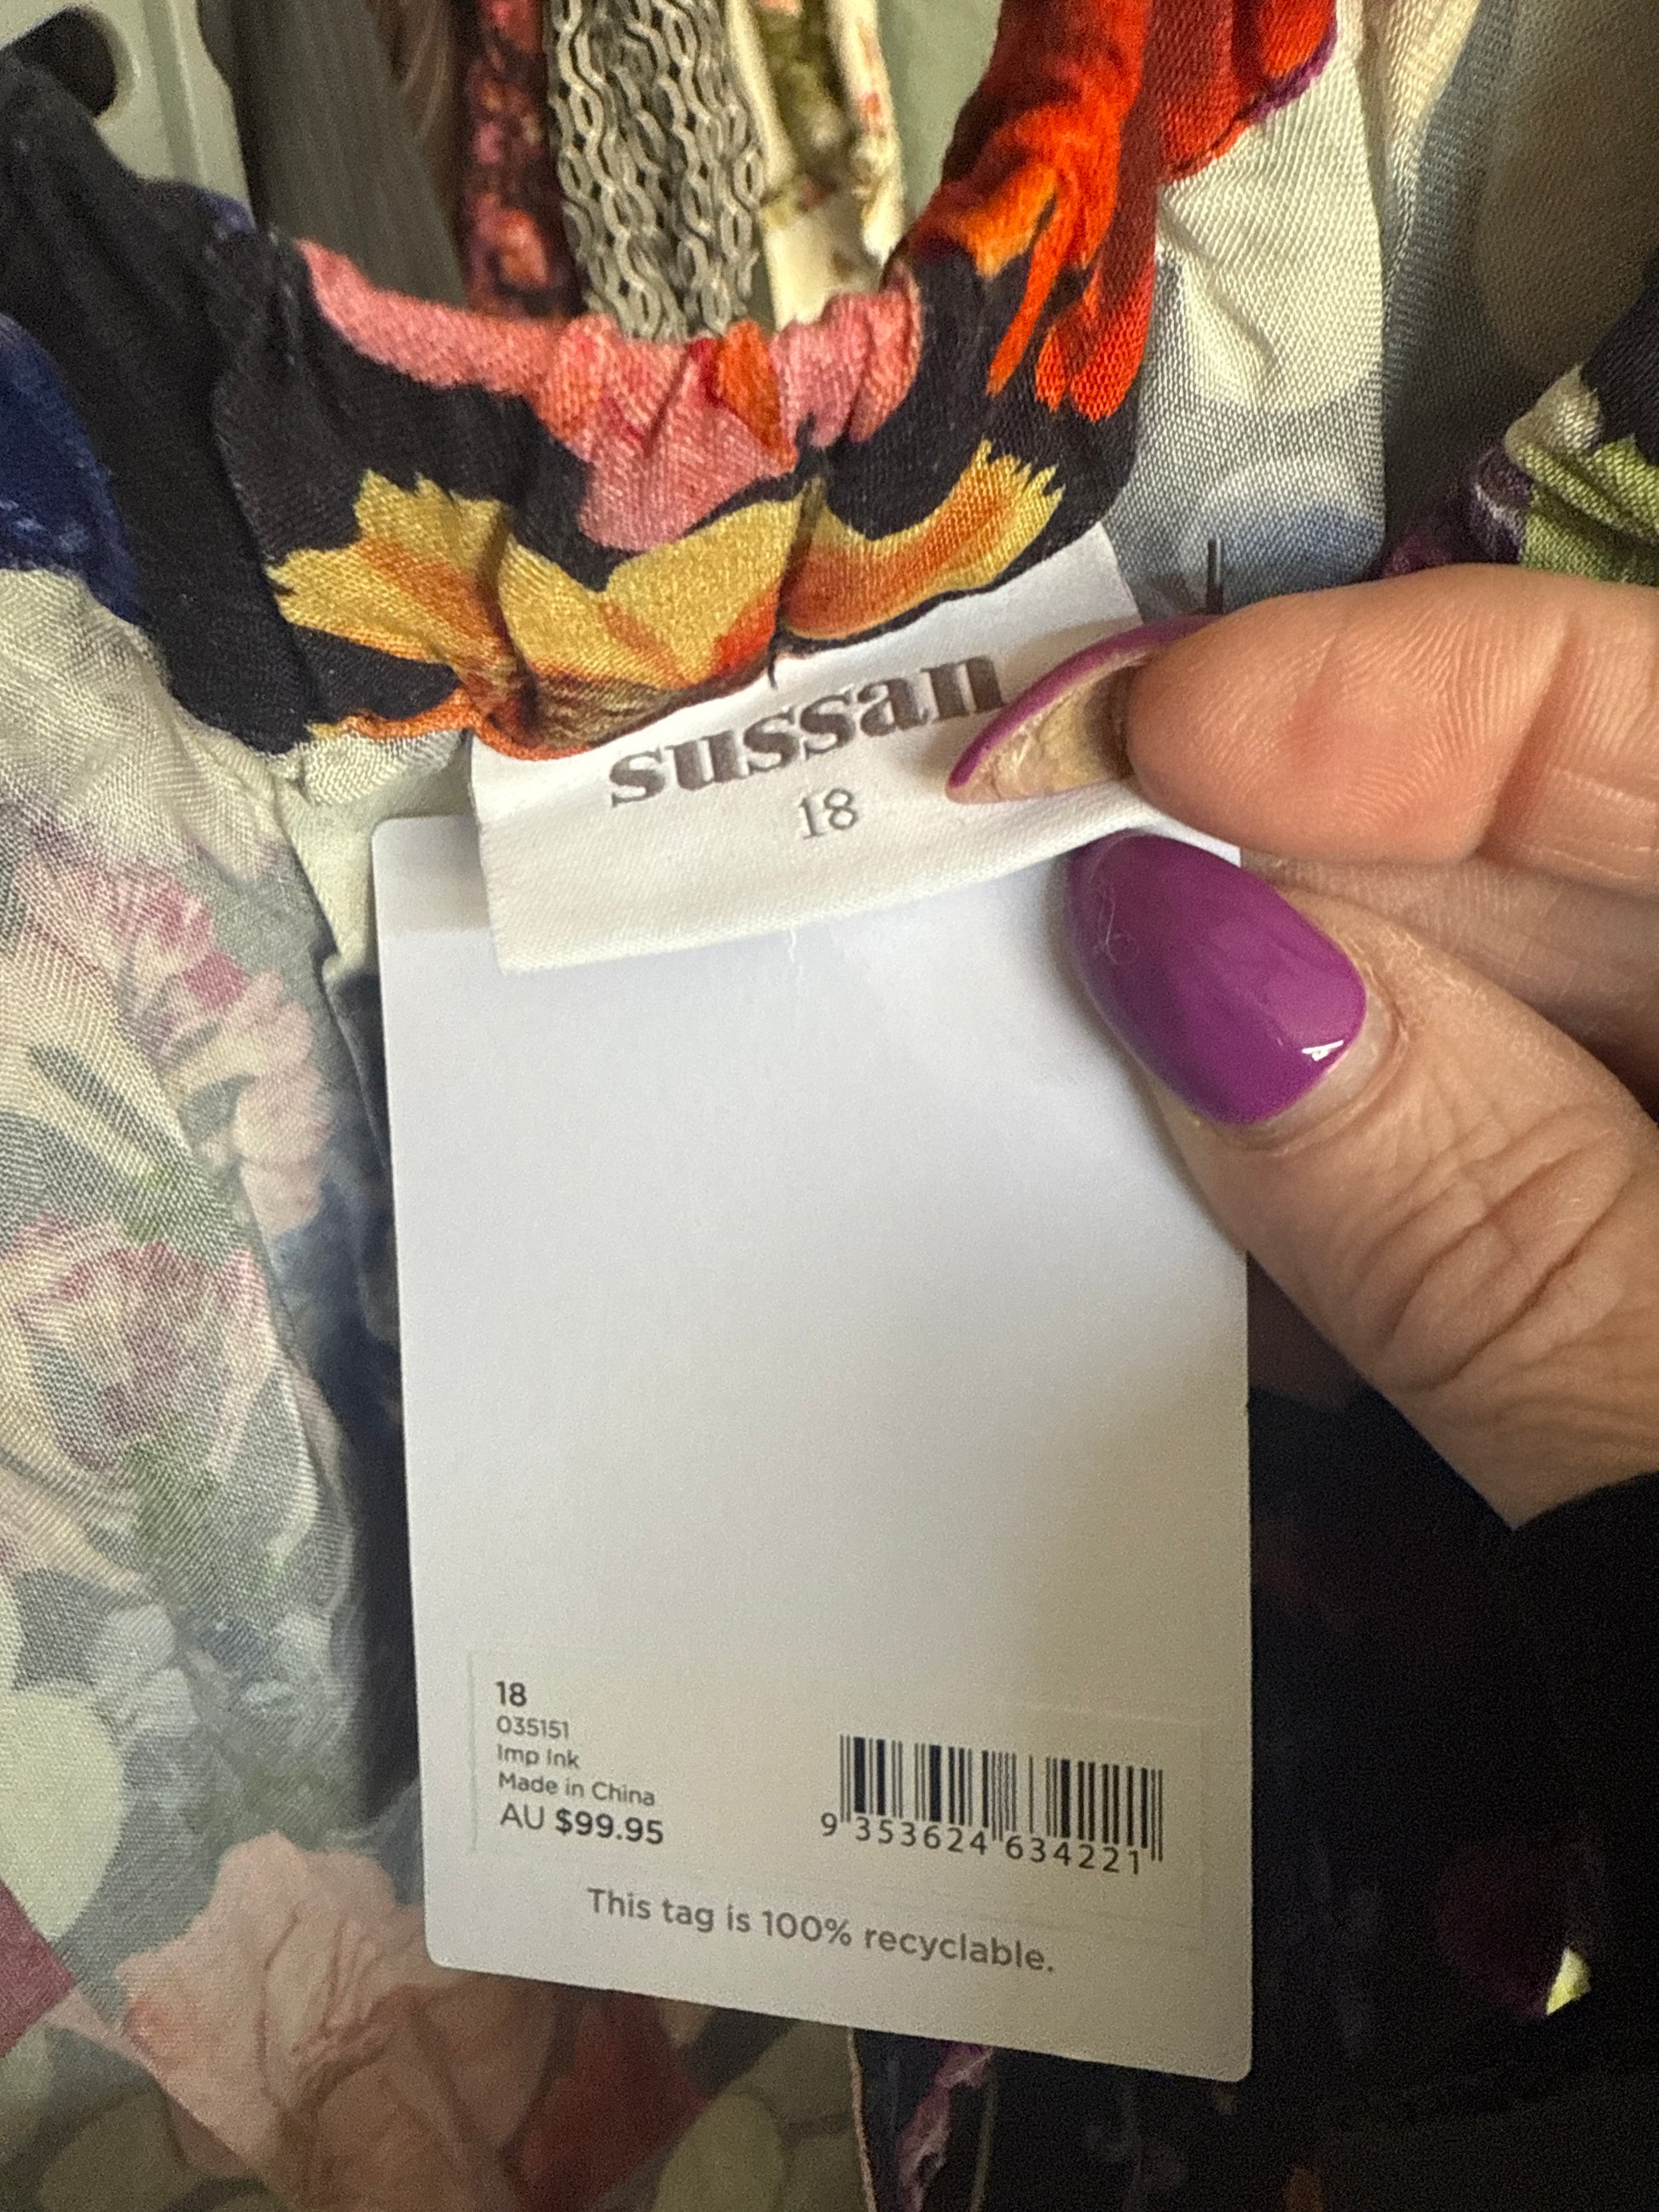 sussan
18
18
035151
Imp Ink
Made in China
AU $99.95
9 353624 634221
This tag is 100% recyclable.